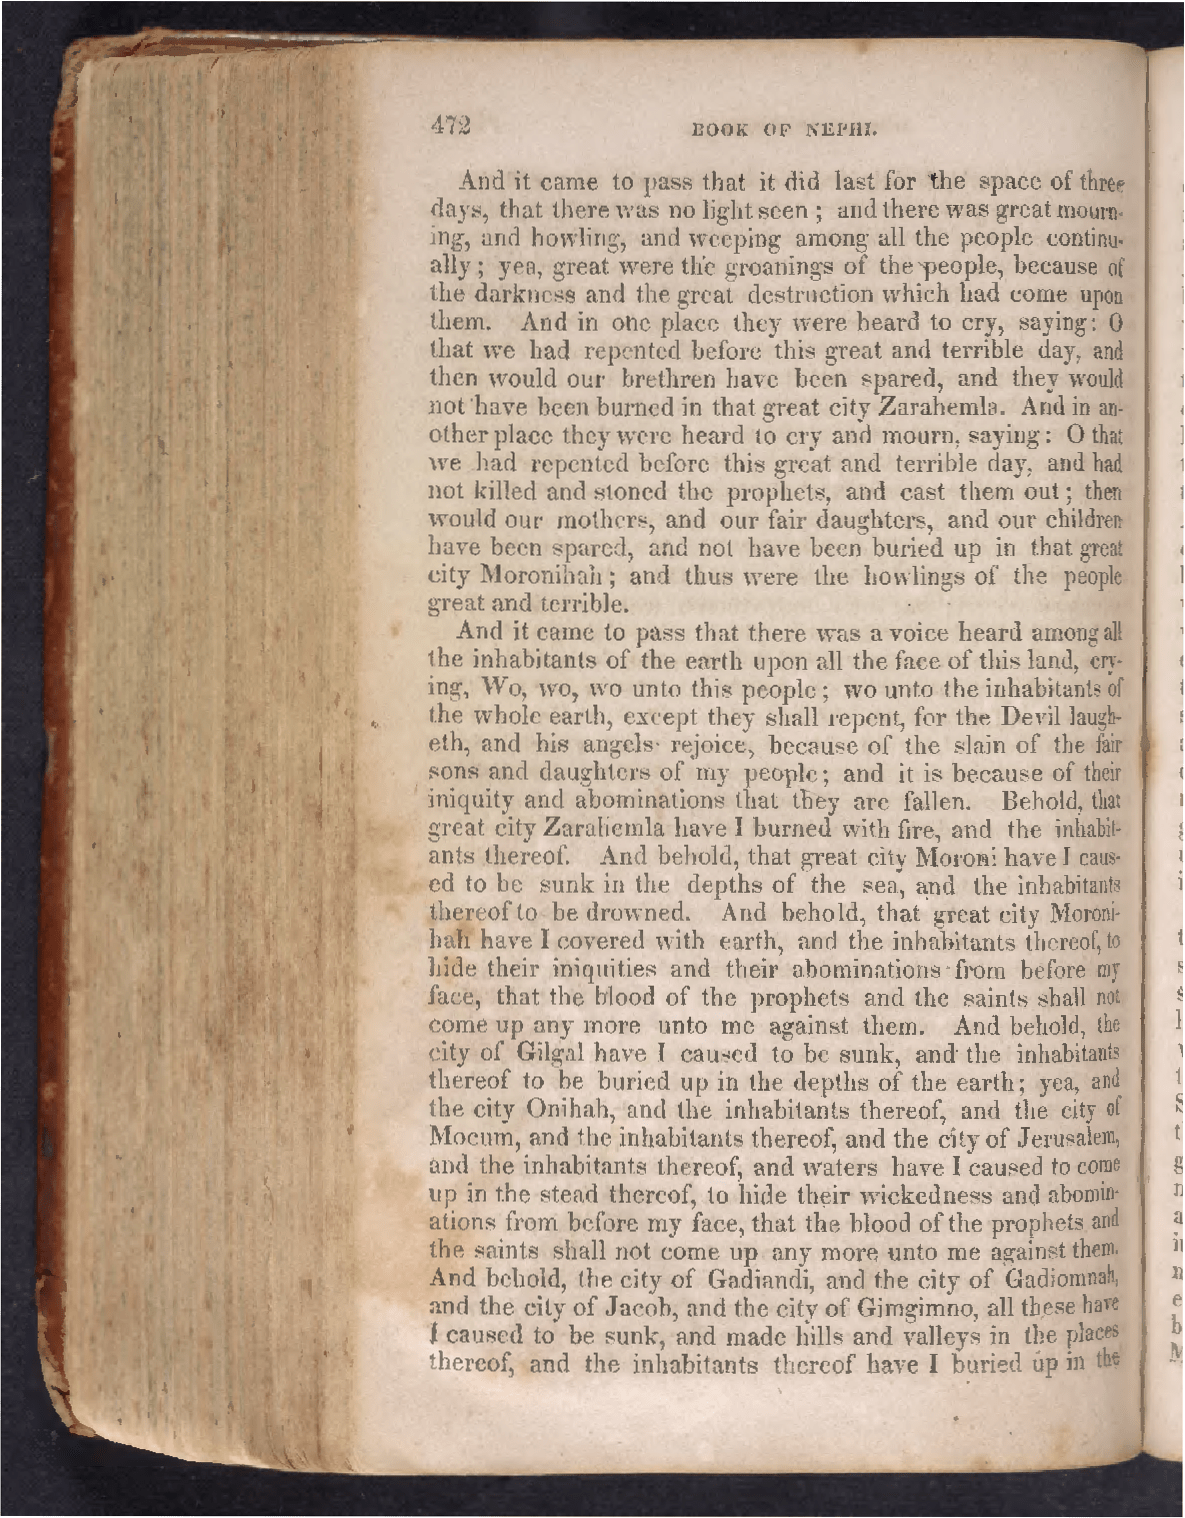 472 BOOK OF NEPHI.
And it came to pass that it did last for the space of three
days, that there was no light seen ; and there was great mourn-
ing, and howling, and weeping among all the people continu-
ally ; yea, great were the groanings of the people, because of
the darkness and the great destruction which had come upon
them. And in one place they were heard to cry, saying: O
that we had repented before this great and terrible day, and
then would our brethren have been spared, and they would
not have been burned in that great city Zarahemla. And in an-
other place they were heard to cry and mourn, saying: O that
we had repented before this great and terrible day, and had
not killed and stoned the prophets, and cast them out ; then
would our mothers, and our fair daughters, and our children
have been spared, and not have been buried up in that great
city Moronihah ; and thus were the howlings of the people
great and terrible.
And it came to pass that there was a voice heard among all
the inhabitants of the earth upon all the face of this land, cry-
ing, Wo, wo, wo unto this people ; wo unto the inhabitants of
the whole earth, except they shall repent, for the Devil laugh-
eth, and his angels rejoice, because of the slain of the fair
sons and daughters of my people; and it is because of their
iniquity and abominations that they are fallen. Behold, that
great city Zarahemla have I burned with fire, and the inhabit-
ants thereof. And behold, that great city Moroni have I caus-
ed to be sunk in the depths of the sea, and the inhabitants
thereof to be drowned. And behold, that great city Moroni-
hah have I covered with earth, and the inhabitants thereof, to
hide their iniquities and their abominations from before my
face, that the blood of the prophets and the saints shall not
come up any more unto me against them. And behold, the
city of Gilgal have I caused to be sunk, and the inhabitants
thereof to be buried up in the depths of the earth; yea, and
the city Onihah, and the inhabitants thereof, and the city of
Mocum, and the inhabitants thereof, and the city of Jerusalem,
and the inhabitants thereof, and waters have I caused to come
up in the stead thereof, to hide their wickedness and abomin-
ations from before my face, that the blood of the prophets and
the saints shall not come up any more unto me against them.
And behold, the city of Gadiandi, and the city of Gadiomnah,
and the city of Jacob, and the city of Gimgimno, all these have
I caused to be sunk, and made hills and valleys in the places
thereof, and the inhabitants thereof have I buried up in the